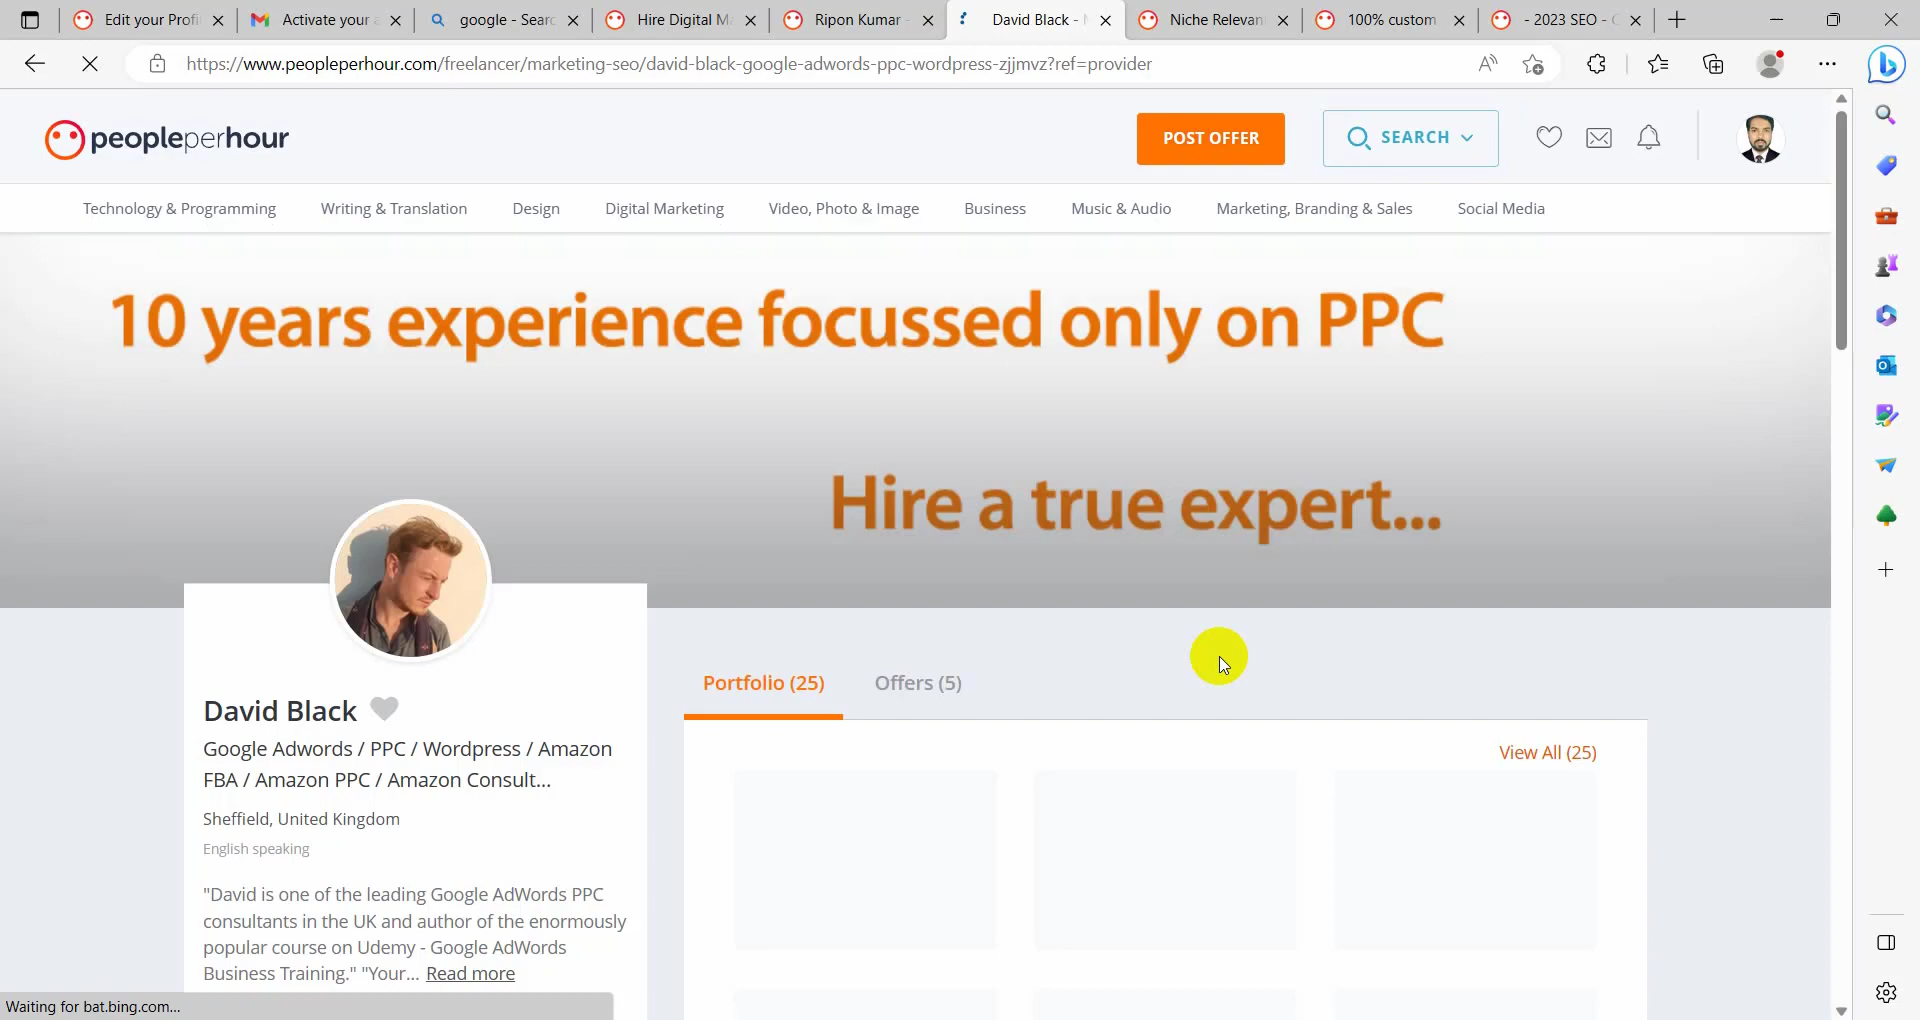 Edit your Profi
Activate your a
google - Searc
Hire Digital Ma
Ripon Kumar -
David Black -
Niche Relevan
100% custom
- 2023 SEO -
https://www.peopleperhour.com/freelancer/marketing-seo/david-black-google-adwords-ppc-wordpress-zjjmvz?ref=provider
peopleperhour
POST OFFER
SEARCH
Technology & Programming
Writing & Translation
Design
Digital Marketing
Video, Photo & Image
Business
Music & Audio
Marketing, Branding & Sales
Social Media
10 years experience focussed only on PPC
Hire a true expert...
David Black
Google Adwords / PPC / Wordpress / Amazon
FBA / Amazon PPC / Amazon Consult...
Sheffield, United Kingdom
English speaking
"David is one of the leading Google AdWords PPC
consultants in the UK and author of the enormously
popular course on Udemy - Google AdWords
Business Training." "Your... Read more
Portfolio (25)
Offers (5)
View All (25)
Waiting for bat.bing.com...